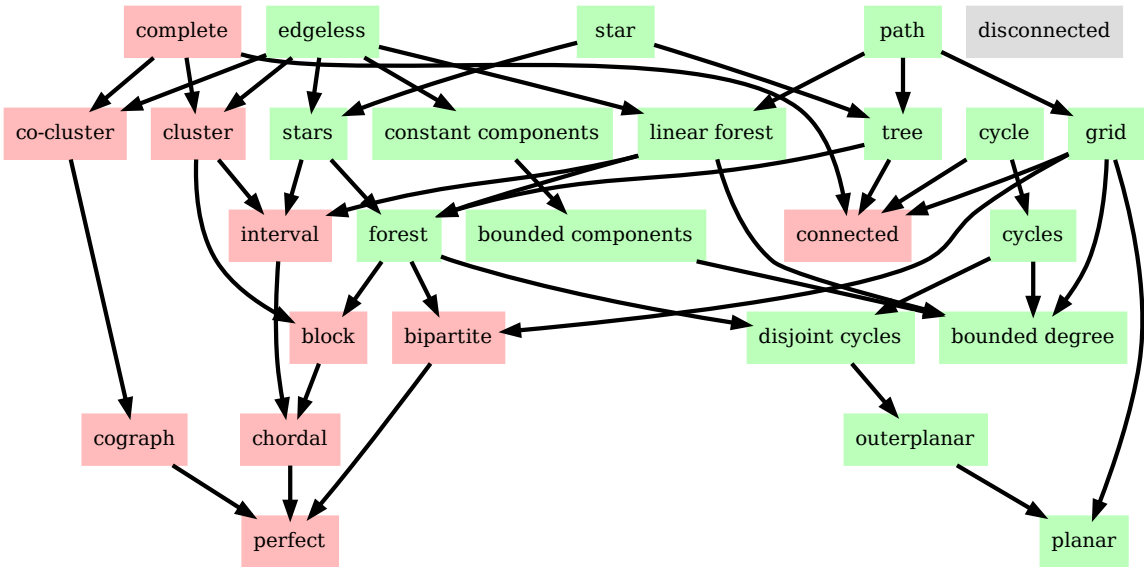 complete
edgeless
star
path
disconnected
co-cluster
cluster
stars
constant components
linear forest
tree
cycle
grid
interval
forest
bounded components
connected
cycles
block
bipartite
disjoint cycles
bounded degree
cograph
chordal
outerplanar
perfect
planar